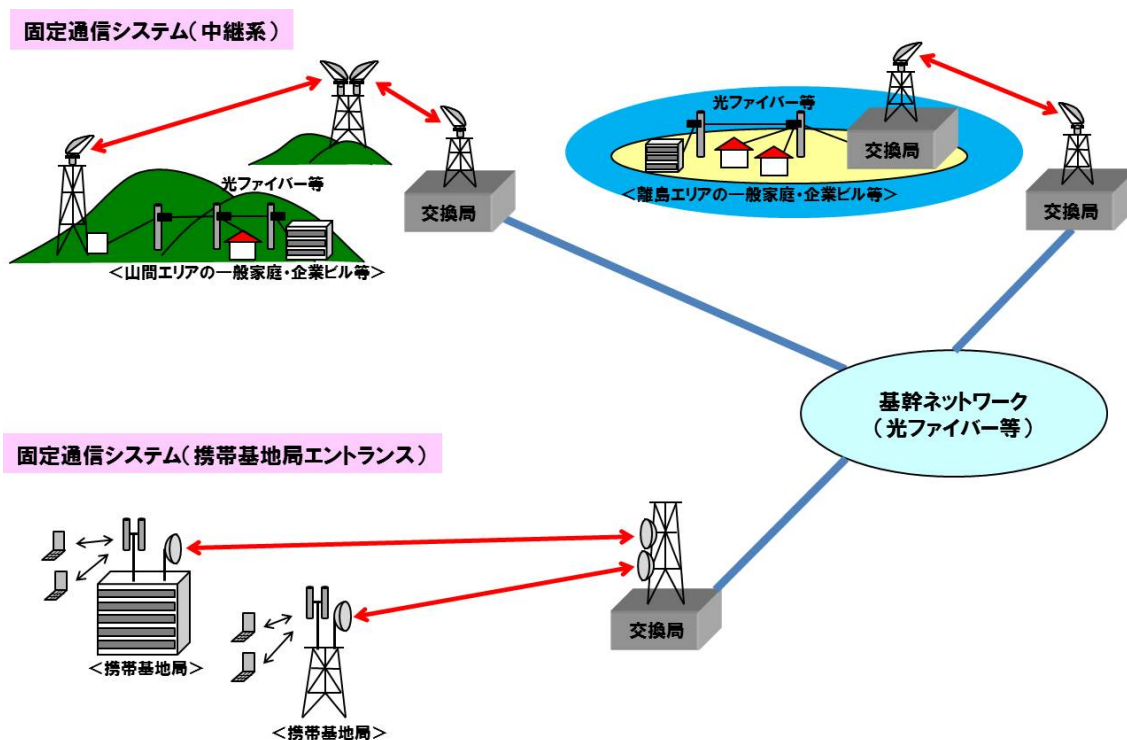 固定通信システム（中継系）
光ファイバー等
交換局
＜離島エリアの一般家庭・企業ビル等＞
光ファイバー等
交換局
交換局
＜山間エリアの一般家庭・企業ビル等＞
基幹ネットワーク
（光ファイバー等）
固定通信システム（携帯基地局エントランス）
交換局
＜携帯基地局＞
＜携帯基地局＞